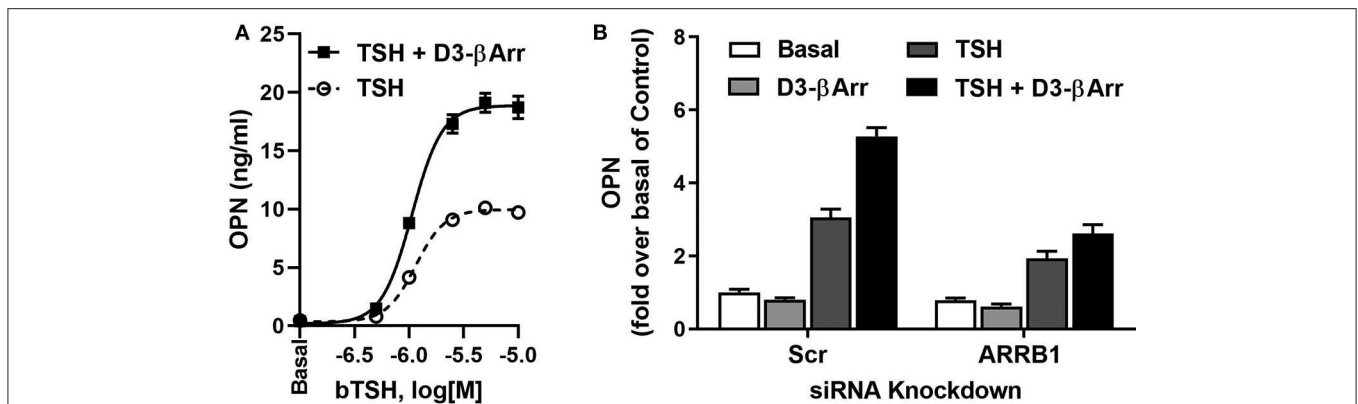 A
25
20
15
10
5
0
OPN (ng/ml)
TSH + D3-βArr
TSH
Basal
-6.5 -6.0 -5.5 -5.0
bTSH, log[M]
B
8
6
4
2
0
OPN
(fold over basal of Control)
Basal TSH
D3-βArr TSH + D3-βArr
Scr ARRB1
siRNA Knockdown